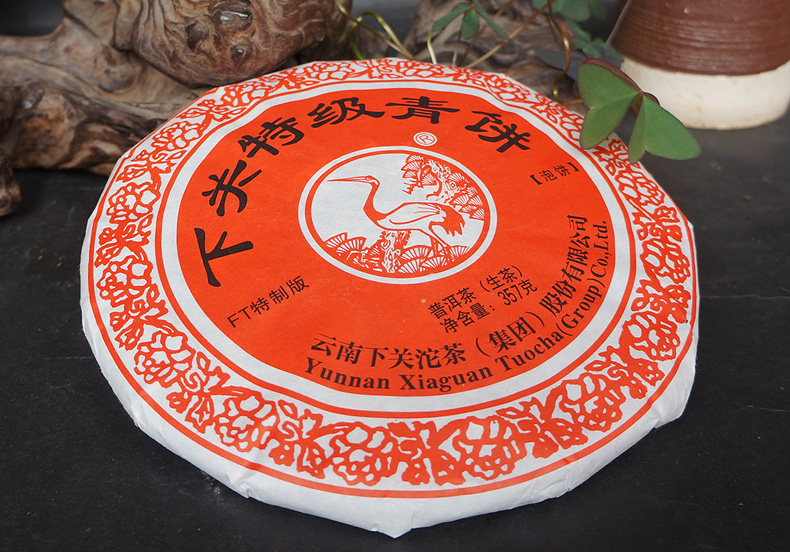 下关特级青饼
®
【泡饼】
FT特制版
普洱茶（生茶）
净含量：357克
云南下关沱茶（集团）股份有限公司
Yunnan Xiaguan Tuocha(Group)Co.,Ltd.